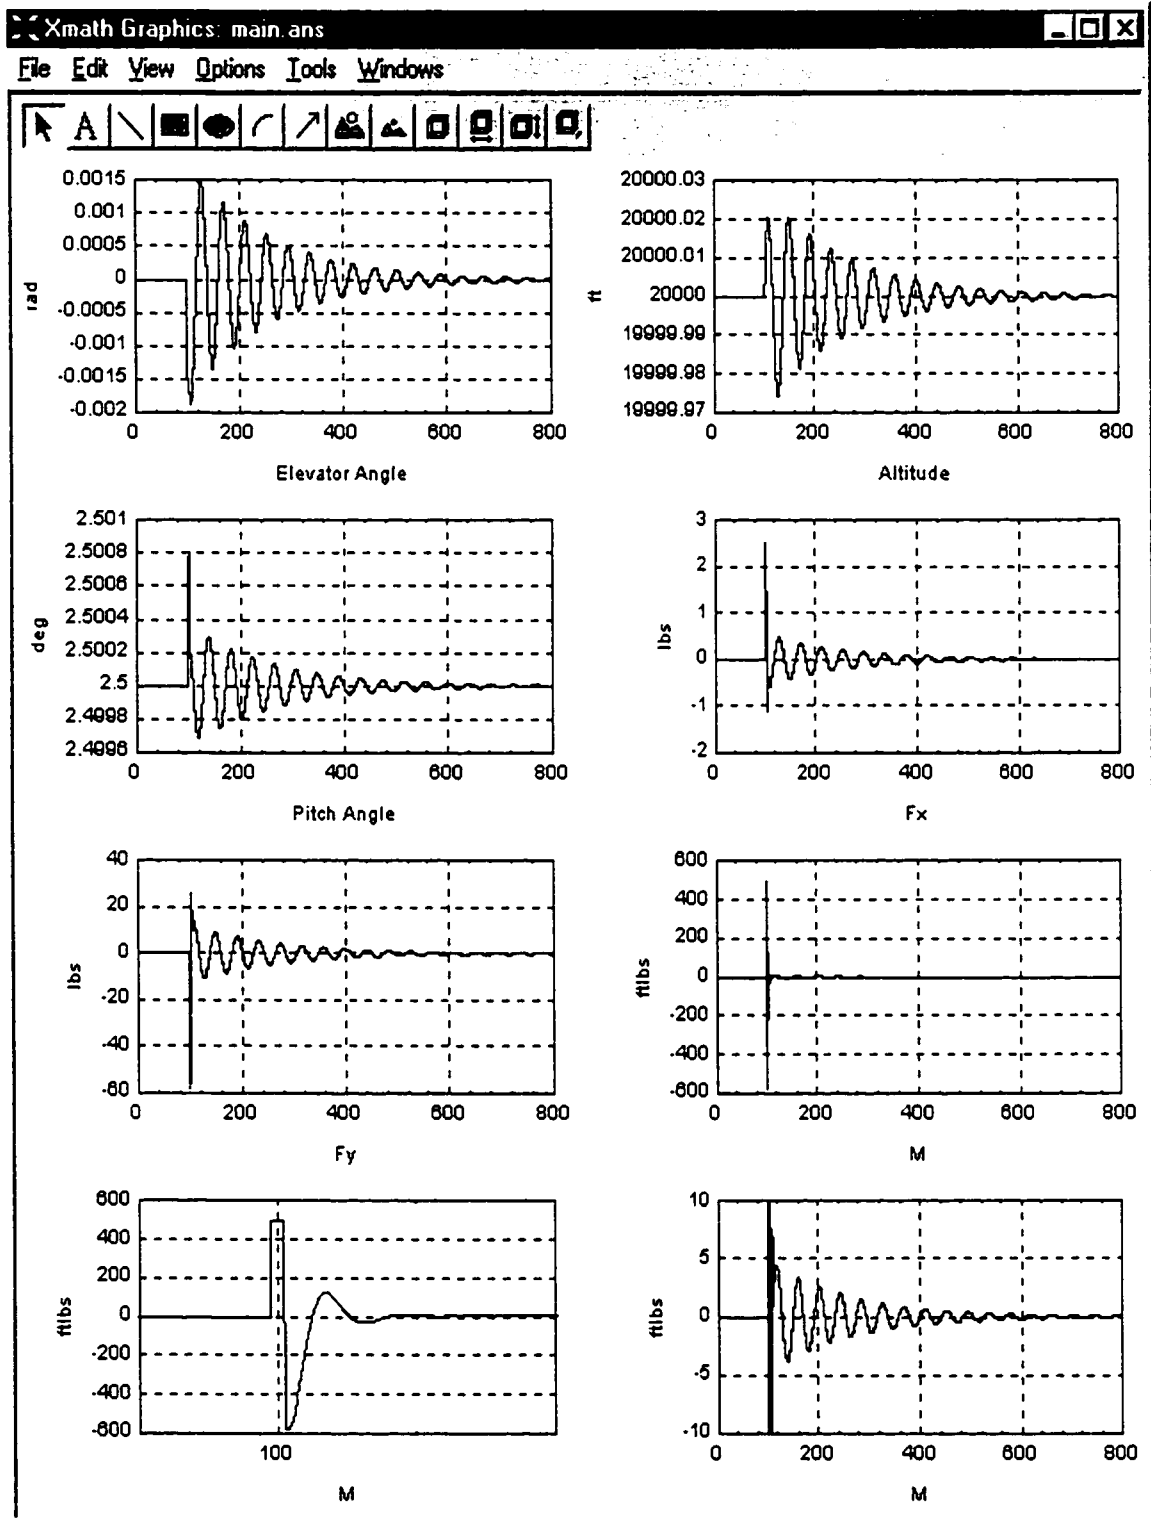 Xmath Graphics: main.ans
File Edit View Options Tools Windows
A
0.0015
0.001
0.0005
0
-0.0005
-0.001
-0.0015
-0.002
rad
0 200 400 600 800
Elevator Angle
20000.03
20000.02
20000.01
20000
19999.99
19999.98
19999.97
ft
0 200 400 600 800
Altitude
2.501
2.5008
2.5006
2.5004
2.5002
2.5
2.4998
2.4996
deg
0 200 400 600 800
Pitch Angle
3
2
1
0
-1
-2
lbs
0 200 400 600 800
Fx
40
20
0
-20
-40
-60
lbs
0 200 400 600 800
Fy
600
400
200
0
-200
-400
-600
ftlbs
0 200 400 600 800
M
600
400
200
0
-200
-400
-600
ftlbs
100
M
10
5
0
-5
-10
ftlbs
0 200 400 600 800
M